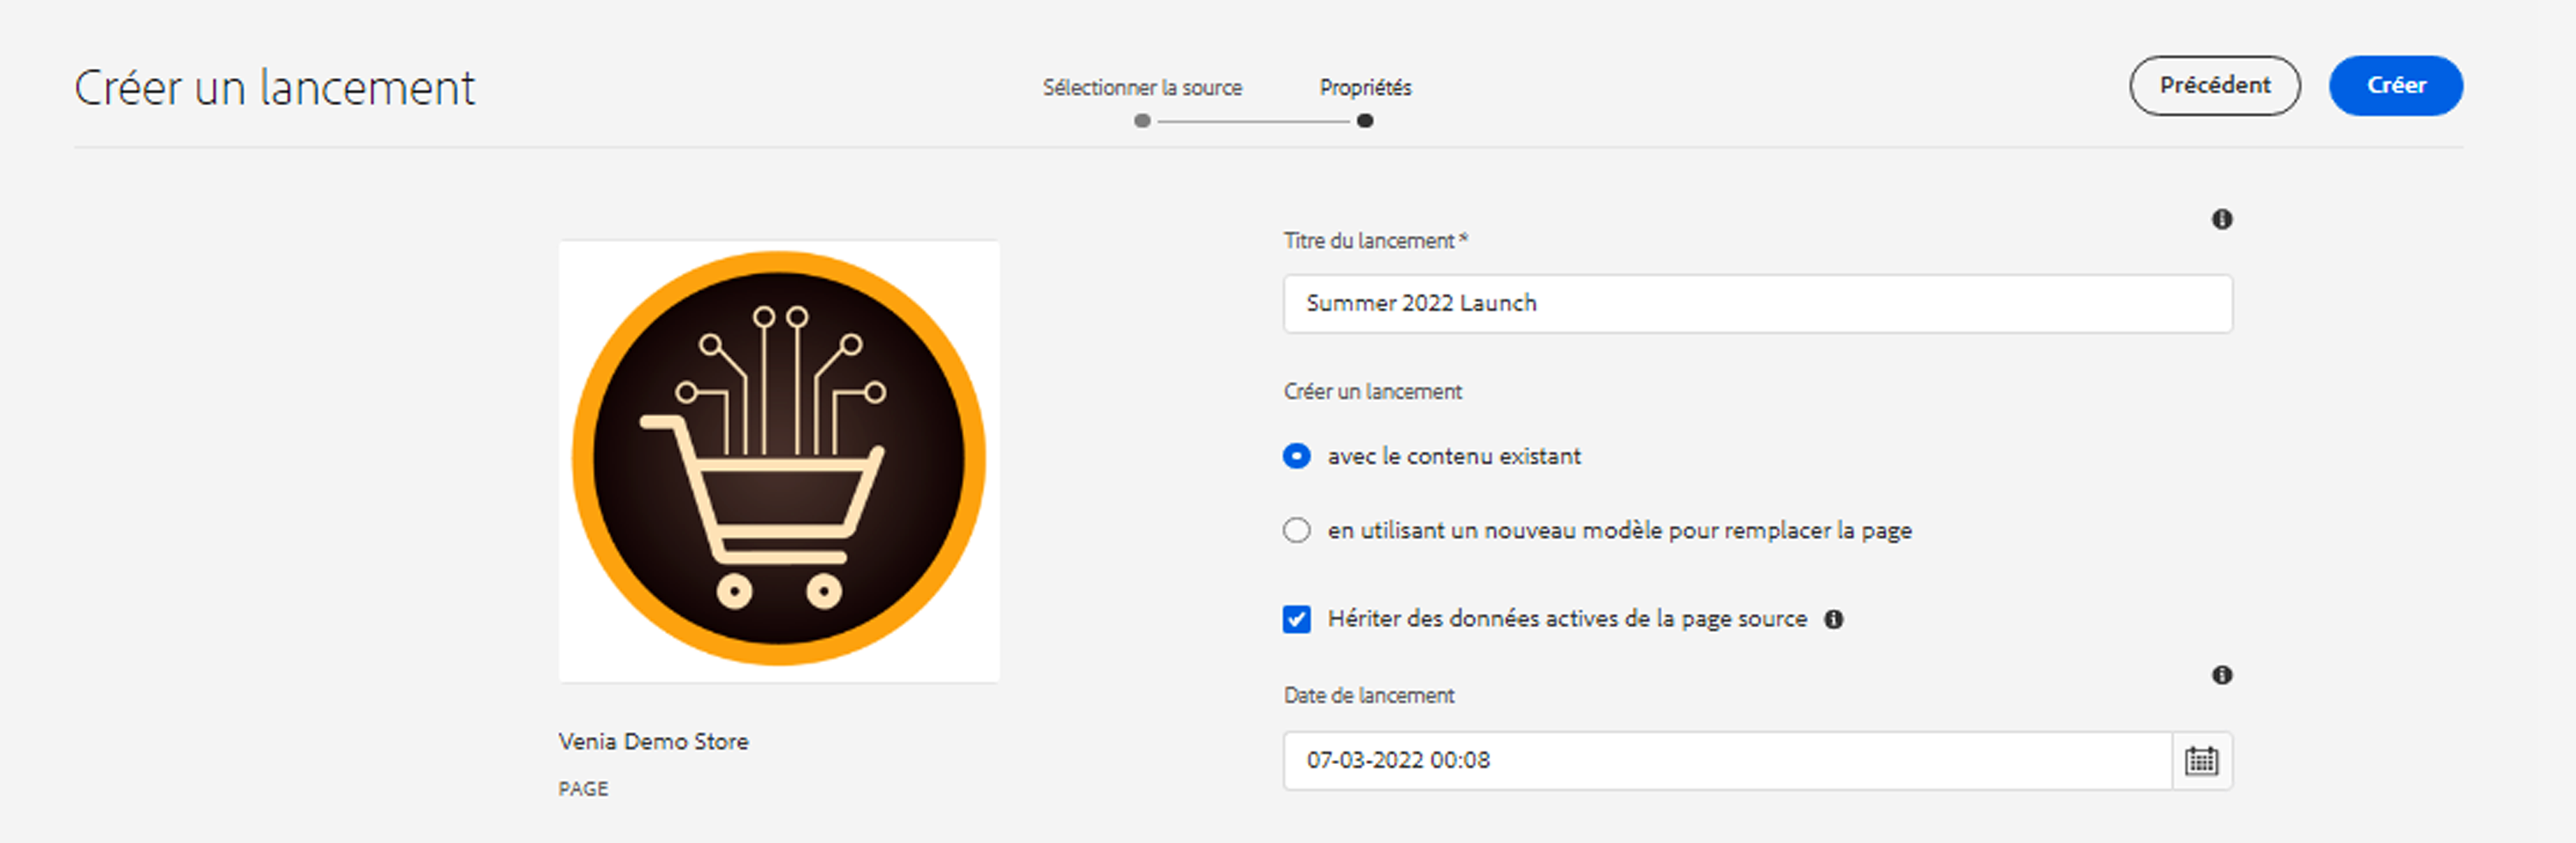 Créer un lancement
Sélectionner la source
Propriétés
Précédent
Créer
Titre du lancement *
Summer 2022 Launch
Créer un lancement
avec le contenu existant
en utilisant un nouveau modèle pour remplacer la page
Hériter des données actives de la page source
Date de lancement
07-03-2022 00:08
Venia Demo Store
PAGE